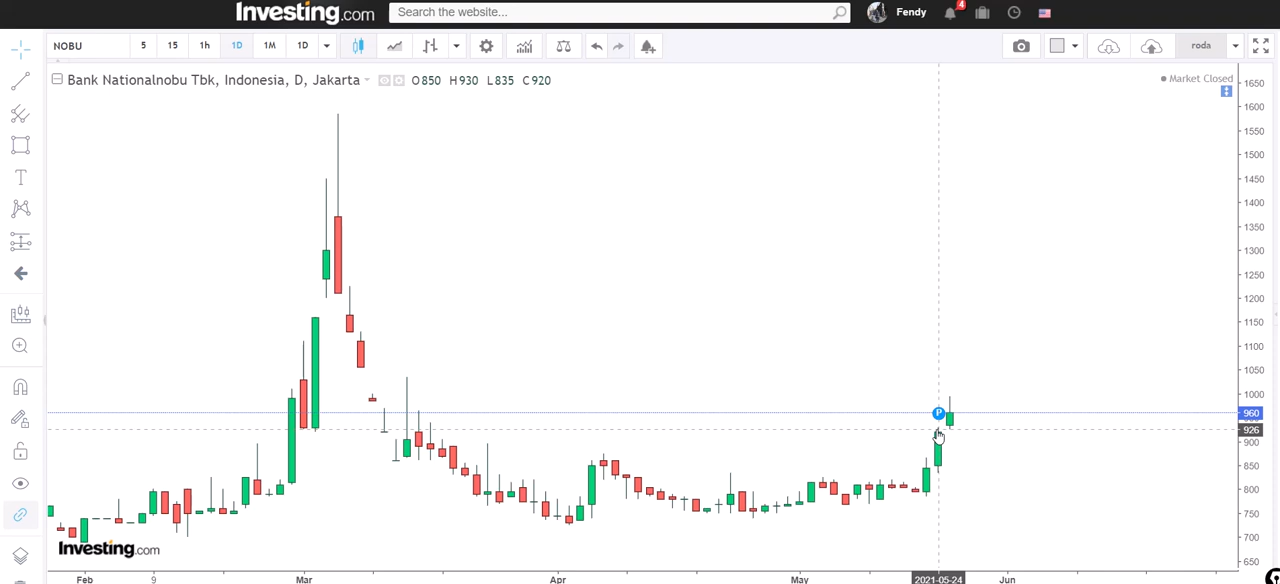 Investing.com
Search the website...
Fendy
4
NOBU
5 15 1h 1D 1M 1D
roda
Bank Nationalnobu Tbk, Indonesia, D, Jakarta
O850 H930 L835 C920
Market Closed
1650
1600
1550
1500
1450
1400
1350
1300
1250
1200
1150
1100
1050
1000
960
926
900
850
800
750
700
650
P
T
Investing.com
Feb 9 Mar Apr May 2021-05-24 Jun